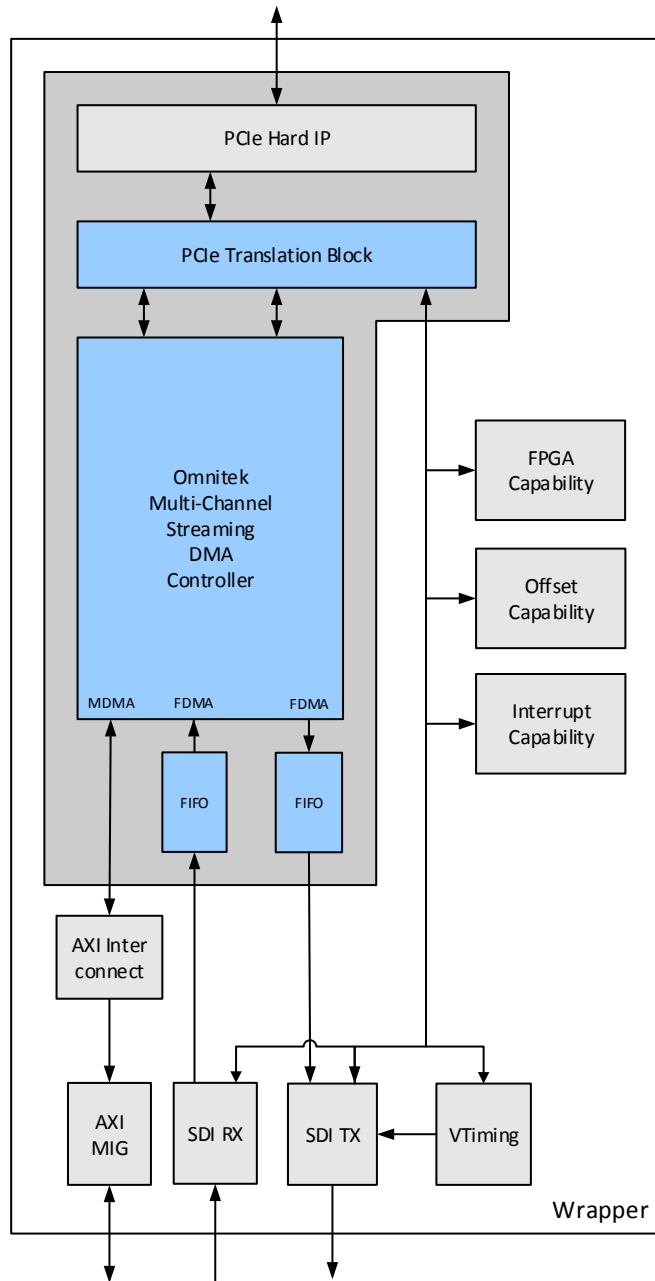 PCIe Hard IP
PCIe Translation Block
Omnitek
Multi-Channel
Streaming
DMA
Controller
MDMA FDMA FDMA
FIFO FIFO
FPGA
Capability
Offset
Capability
Interrupt
Capability
AXI Inter
connect
AXI
MIG
SDI RX
SDI TX
VTiming
Wrapper